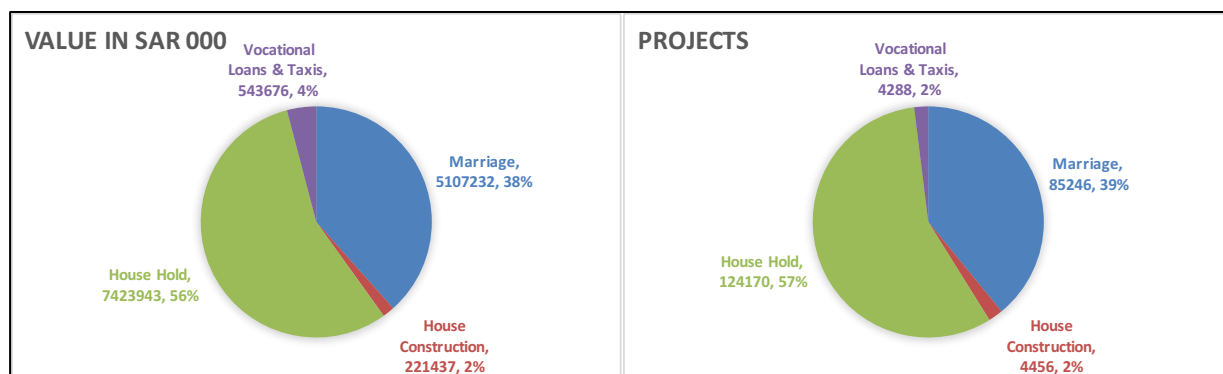 VALUE IN SAR 000
Vocational
Loans & Taxis,
543676, 4%
Marriage,
5107232, 38%
House Hold,
7423943, 56%
House
Construction,
221437, 2%
PROJECTS
Vocational
Loans & Taxis,
4288, 2%
Marriage,
85246, 39%
House Hold,
124170, 57%
House
Construction,
4456, 2%